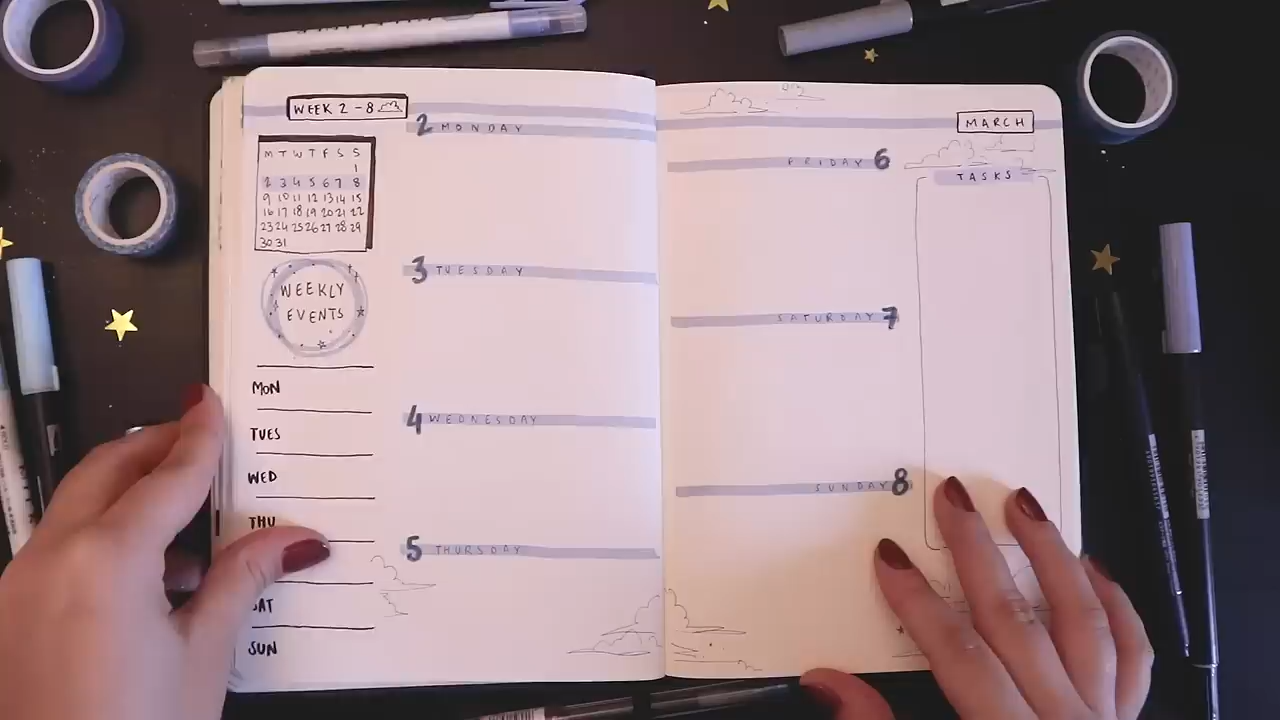 WEEK 2-8
M T W T F S S
1
2 3 4 5 6 7 8
9 10 11 12 13 14 15
16 17 18 19 20 21 22
23 24 25 26 27 28 29
30 31
WEEKLY
EVENTS
MON
TUES
WED
THU
SAT
SUN
2 MONDAY
3 TUESDAY
4 WEDNESDAY
5 THURSDAY
MARCH
FRIDAY 6
SATURDAY 7
SUNDAY 8
TASKS